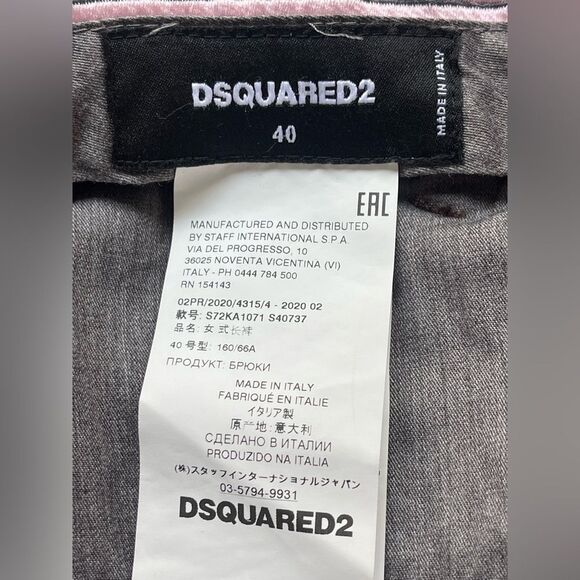 DSQUARED2
40
MADE IN ITALY
EAC
MANUFACTURED AND DISTRIBUTED
BY STAFF INTERNATIONAL S.P.A.
VIA DEL PROGRESSO, 10
36025 NOVENTA VICENTINA (VI)
ITALY - PH 0444 784 500
RN 154143
02PR/2020/4315/4 - 2020 02
款号: S72KA1071 S40737
品名: 女式长裤
40 号型: 160/66A
ПРОДУКТ: БРЮКИ
MADE IN ITALY
FABRIQUÉ EN ITALIE
イタリア製
原产地:意大利
СДЕЛАНО В ИТАЛИИ
PRODUZIDO NA ITALIA
(株)スタッフインターナショナルジャパン
03-5794-9931
DSQUARED2